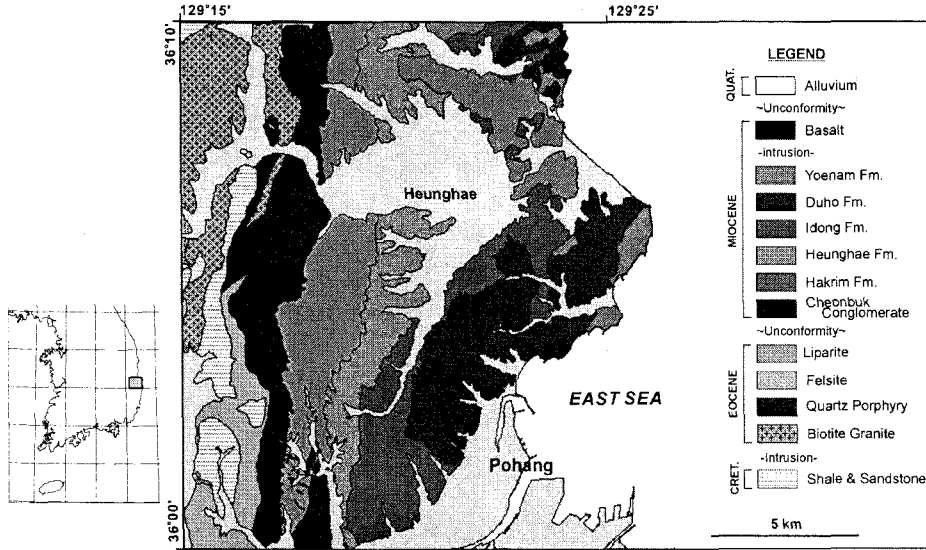 129°15'
129°25'
36°10'
36°00'
Heunghae
Pohang
EAST SEA
5 km
LEGEND
QUAT.
Alluvium
~Unconformity~
MIOCENE
Basalt
-intrusion-
Yoenam Fm.
Duho Fm.
Idong Fm.
Heunghae Fm.
Hakrim Fm.
Cheonbuk
Conglomerate
~Unconformity~
EOCENE
Liparite
Felsite
Quartz Porphyry
Biotite Granite
-intrusion-
CRET.
Shale & Sandstone